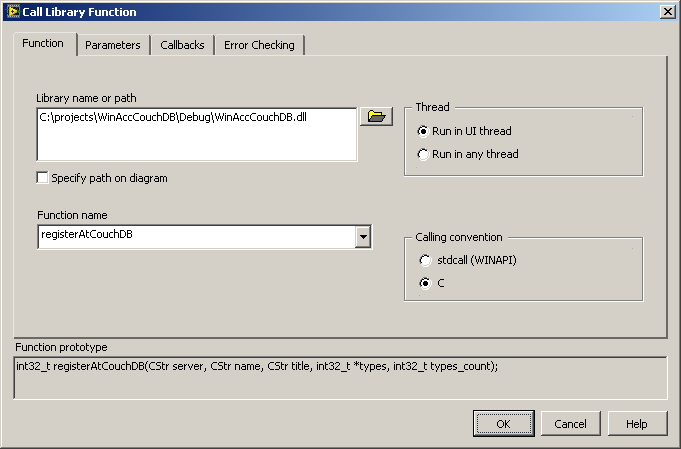 Call Library Function
Function
Parameters
Callbacks
Error Checking
Library name or path
C:\projects\WinAccCouchDB\Debug\WinAccCouchDB.dll
Specify path on diagram
Function name
registerAtCouchDB
Thread
Run in UI thread
Run in any thread
Calling convention
stdcall (WINAPI)
C
Function prototype
int32_t registerAtCouchDB(CStr server, CStr name, CStr title, int32_t *types, int32_t types_count);
OK
Cancel
Help